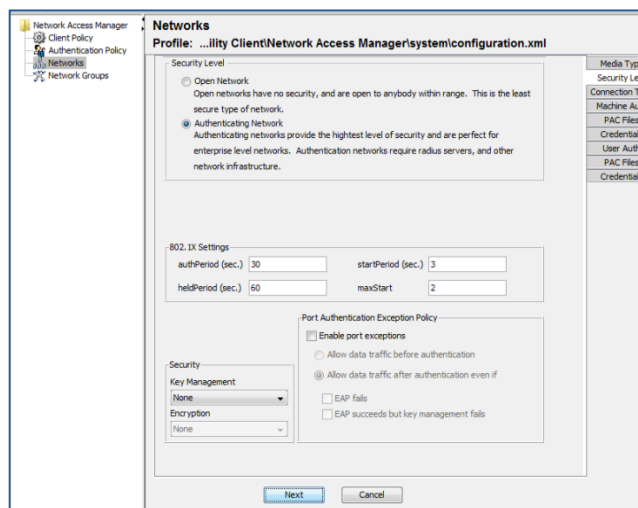 Network Access Manager
Client Policy
Authentication Policy
Networks
Network Groups
Networks
Profile: ...ility Client\Network Access Manager\system\configuration.xml
Security Level
Open Network
Open networks have no security, and are open to anybody within range. This is the least
secure type of network.
Authenticating Network
Authenticating networks provide the hightest level of security and are perfect for
enterprise level networks. Authentication networks require radius servers, and other
network infrastructure.
802.1X Settings
authPeriod (sec.) 30 startPeriod (sec.) 3
heldPeriod (sec.) 60 maxStart 2
Port Authentication Exception Policy
Enable port exceptions
Allow data traffic before authentication
Allow data traffic after authentication even if
EAP fails
EAP succeeds but key management fails
Security
Key Management
None
Encryption
None
Next Cancel
Media Typ
Security Le
Connection T
Machine Au
PAC Files
Credential
User Auth
PAC Files
Credential